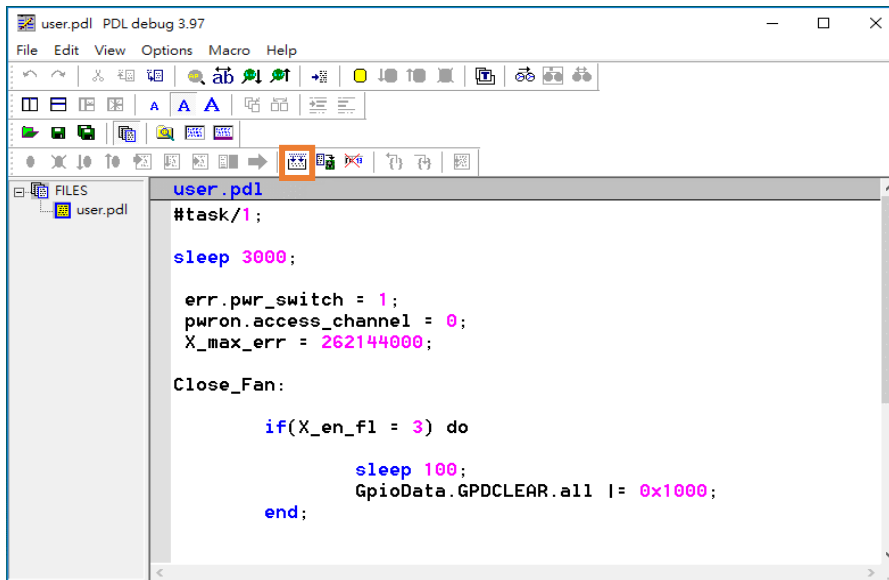 user.pdl  PDL debug 3.97
File Edit View Options Macro Help
ab
A A A
FILES
user.pdl
user.pdl
#task/1;
sleep 3000;
err.pwr_switch = 1;
pwron.access_channel = 0;
X_max_err = 262144000;
Close_Fan:
if(X_en_fl = 3) do
sleep 100;
GpioData.GPDCLEAR.all |= 0x1000;
end;